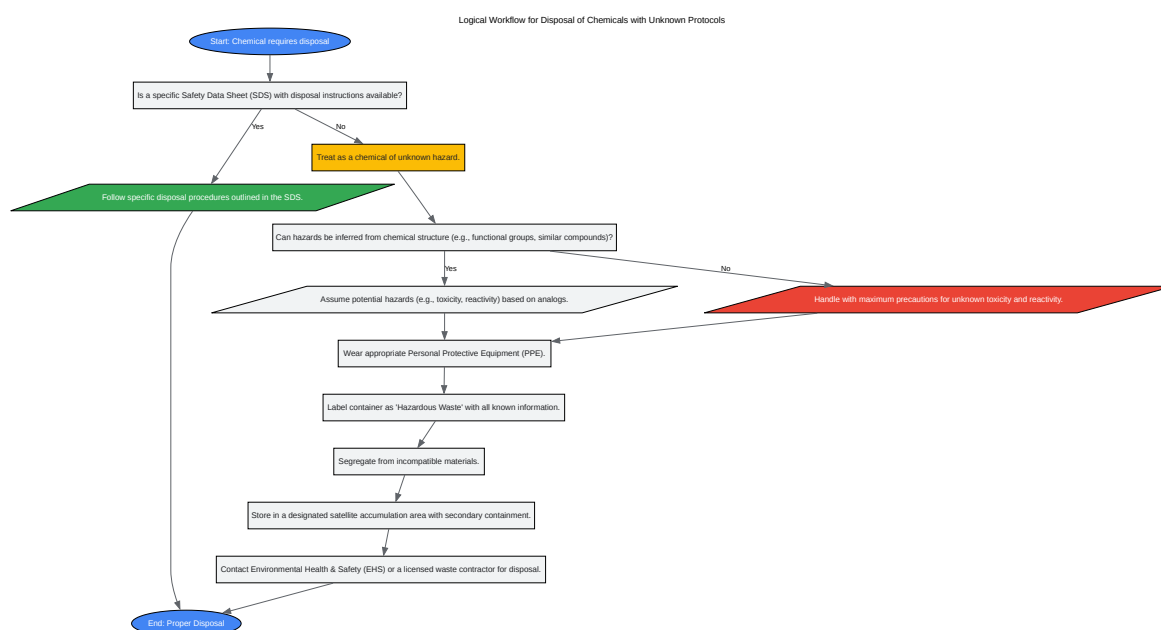 Logical Workflow for Disposal of Chemicals with Unknown Protocols
Start: Chemical requires disposal
Is a specific Safety Data Sheet (SDS) with disposal instructions available?
Yes
No
Treat as a chemical of unknown hazard.
Follow specific disposal procedures outlined in the SDS.
Can hazards be inferred from chemical structure (e.g., functional groups, similar compounds)?
Yes
No
Assume potential hazards (e.g., toxicity, reactivity) based on analogs.
Handle with maximum precautions for unknown toxicity and reactivity.
Wear appropriate Personal Protective Equipment (PPE).
Label container as 'Hazardous Waste' with all known information.
Segregate from incompatible materials.
Store in a designated satellite accumulation area with secondary containment.
Contact Environmental Health & Safety (EHS) or a licensed waste contractor for disposal.
End: Proper Disposal